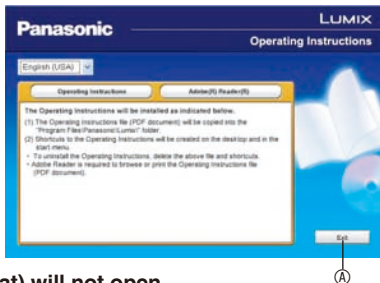 Panasonic
LUMIX
Operating Instructions
English (USA)
Operating Instructions
Adobe(R) Reader(R)
The Operating Instructions will be installed as indicated below.
(1) The Operating Instructions file (PDF document) will be copied into the
"Program Files\Panasonic\Lumix\" folder.
(2) Shortcuts to the Operating Instructions will be created on the desktop and in the
start menu.
• To uninstall the Operating Instructions, delete the above file and shortcuts.
• Adobe Reader is required to browse or print the Operating Instructions file
(PDF document).
Exit
Ⓐ
at) will not open